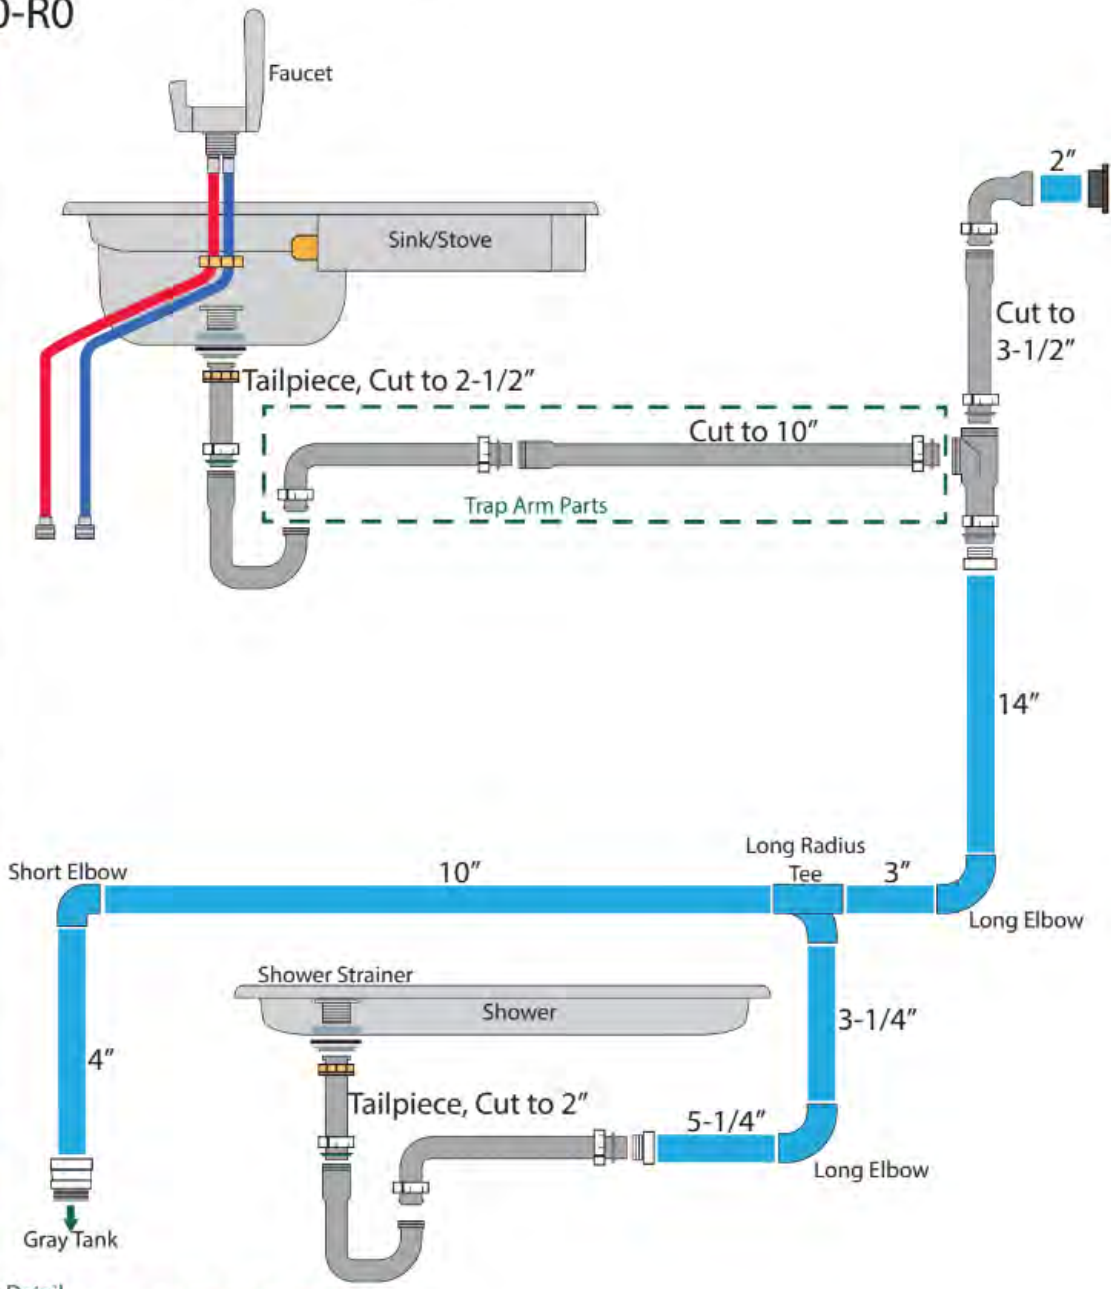 0-R0
Faucet
2”
Sink/Stove
Cut to
3-1/2”
Tailpiece, Cut to 2-1/2”
Cut to 10”
Trap Arm Parts
14”
Long Radius
Tee
Short Elbow
10”
3”
Long Elbow
Shower Strainer
Shower
3-1/4”
4”
Tailpiece, Cut to 2”
5-1/4”
Long Elbow
Gray Tank